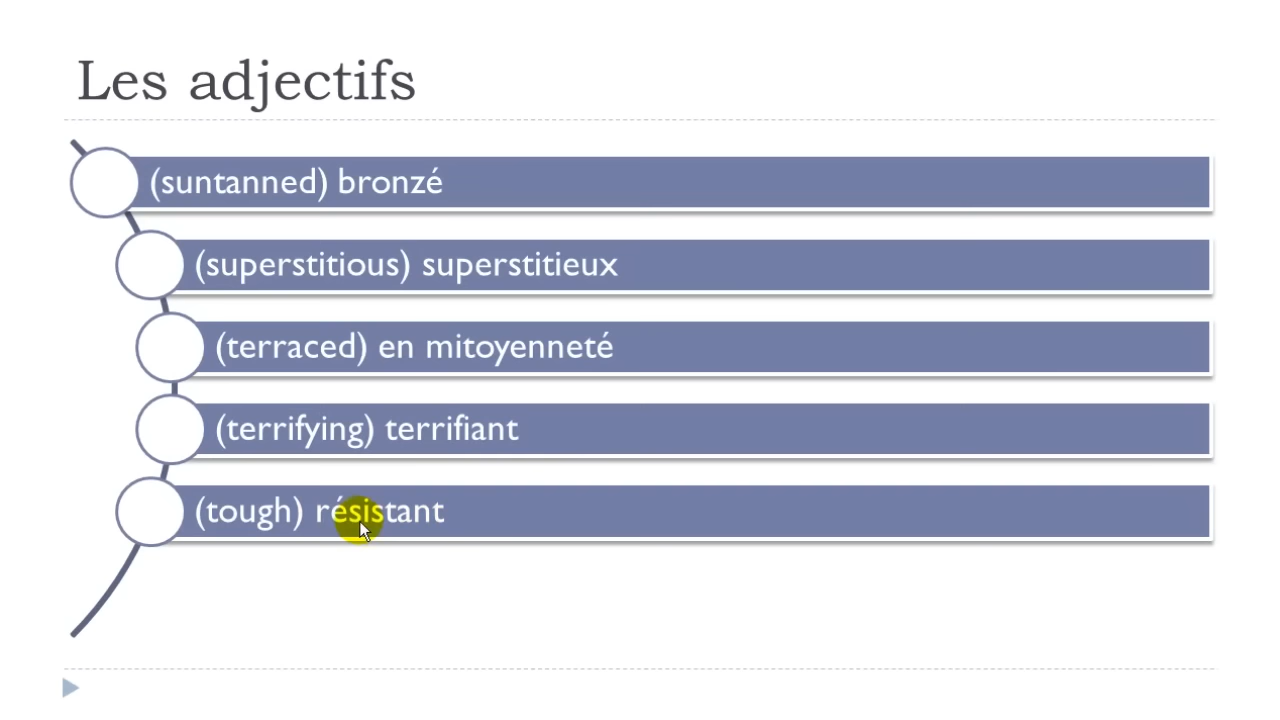 Les adjectifs
(suntanned) bronzé
(superstitious) superstitieux
(terraced) en mitoyenneté
(terrifying) terrifiant
(tough) résistant